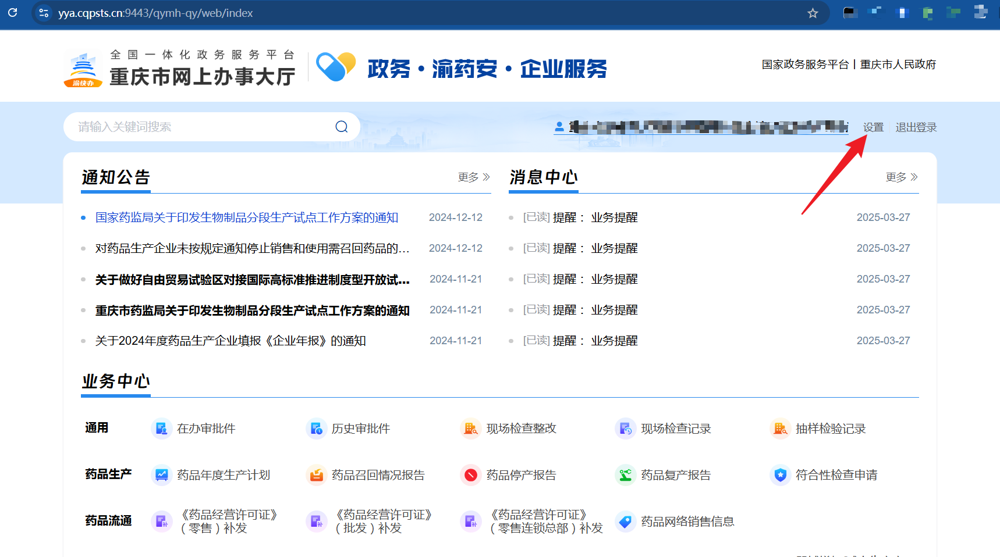 yya.cqpsts.cn:9443/qymh-qy/web/index
全国一体化政务服务平台
重庆市网上办事大厅
渝快办
政务·渝药安·企业服务
国家政务服务平台丨重庆市人民政府
请输入关键词搜索
设置
退出登录
通知公告
更多
国家药监局关于印发生物制品分段生产试点工作方案的通知 2024-12-12
对药品生产企业未按规定通知停止销售和使用需召回药品的... 2024-12-12
关于做好自由贸易试验区对接国际高标准推进制度型开放试... 2024-11-21
重庆市药监局关于印发生物制品分段生产试点工作方案的通知 2024-11-21
关于2024年度药品生产企业填报《企业年报》的通知 2024-11-21
消息中心
更多
[已读] 提醒： 业务提醒 2025-03-27
[已读] 提醒： 业务提醒 2025-03-27
[已读] 提醒： 业务提醒 2025-03-27
[已读] 提醒： 业务提醒 2025-03-27
[已读] 提醒： 业务提醒 2025-03-27
业务中心
通用
在办审批件
历史审批件
现场检查整改
现场检查记录
抽样检验记录
药品生产
药品年度生产计划
药品召回情况报告
药品停产报告
药品复产报告
符合性检查申请
药品流通
《药品经营许可证》
（零售）补发
《药品经营许可证》
（批发）补发
《药品经营许可证》
（零售连锁总部）补发
药品网络销售信息